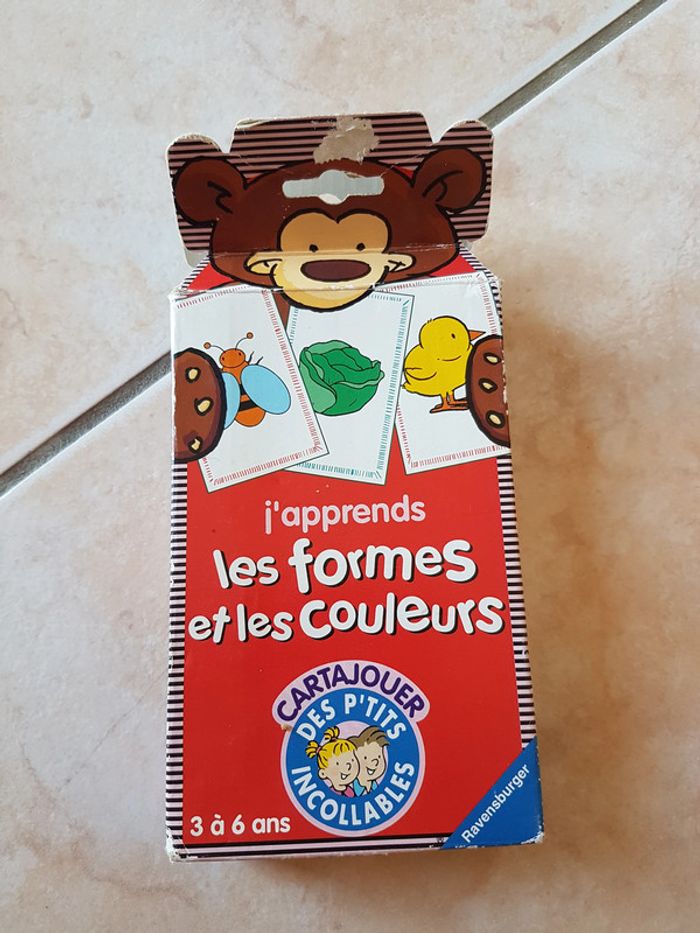 j'apprends
les formes
et les couleurs
CARTAJOUER
DES P'TITS
INCOLLABLES
3 à 6 ans
Ravensburger